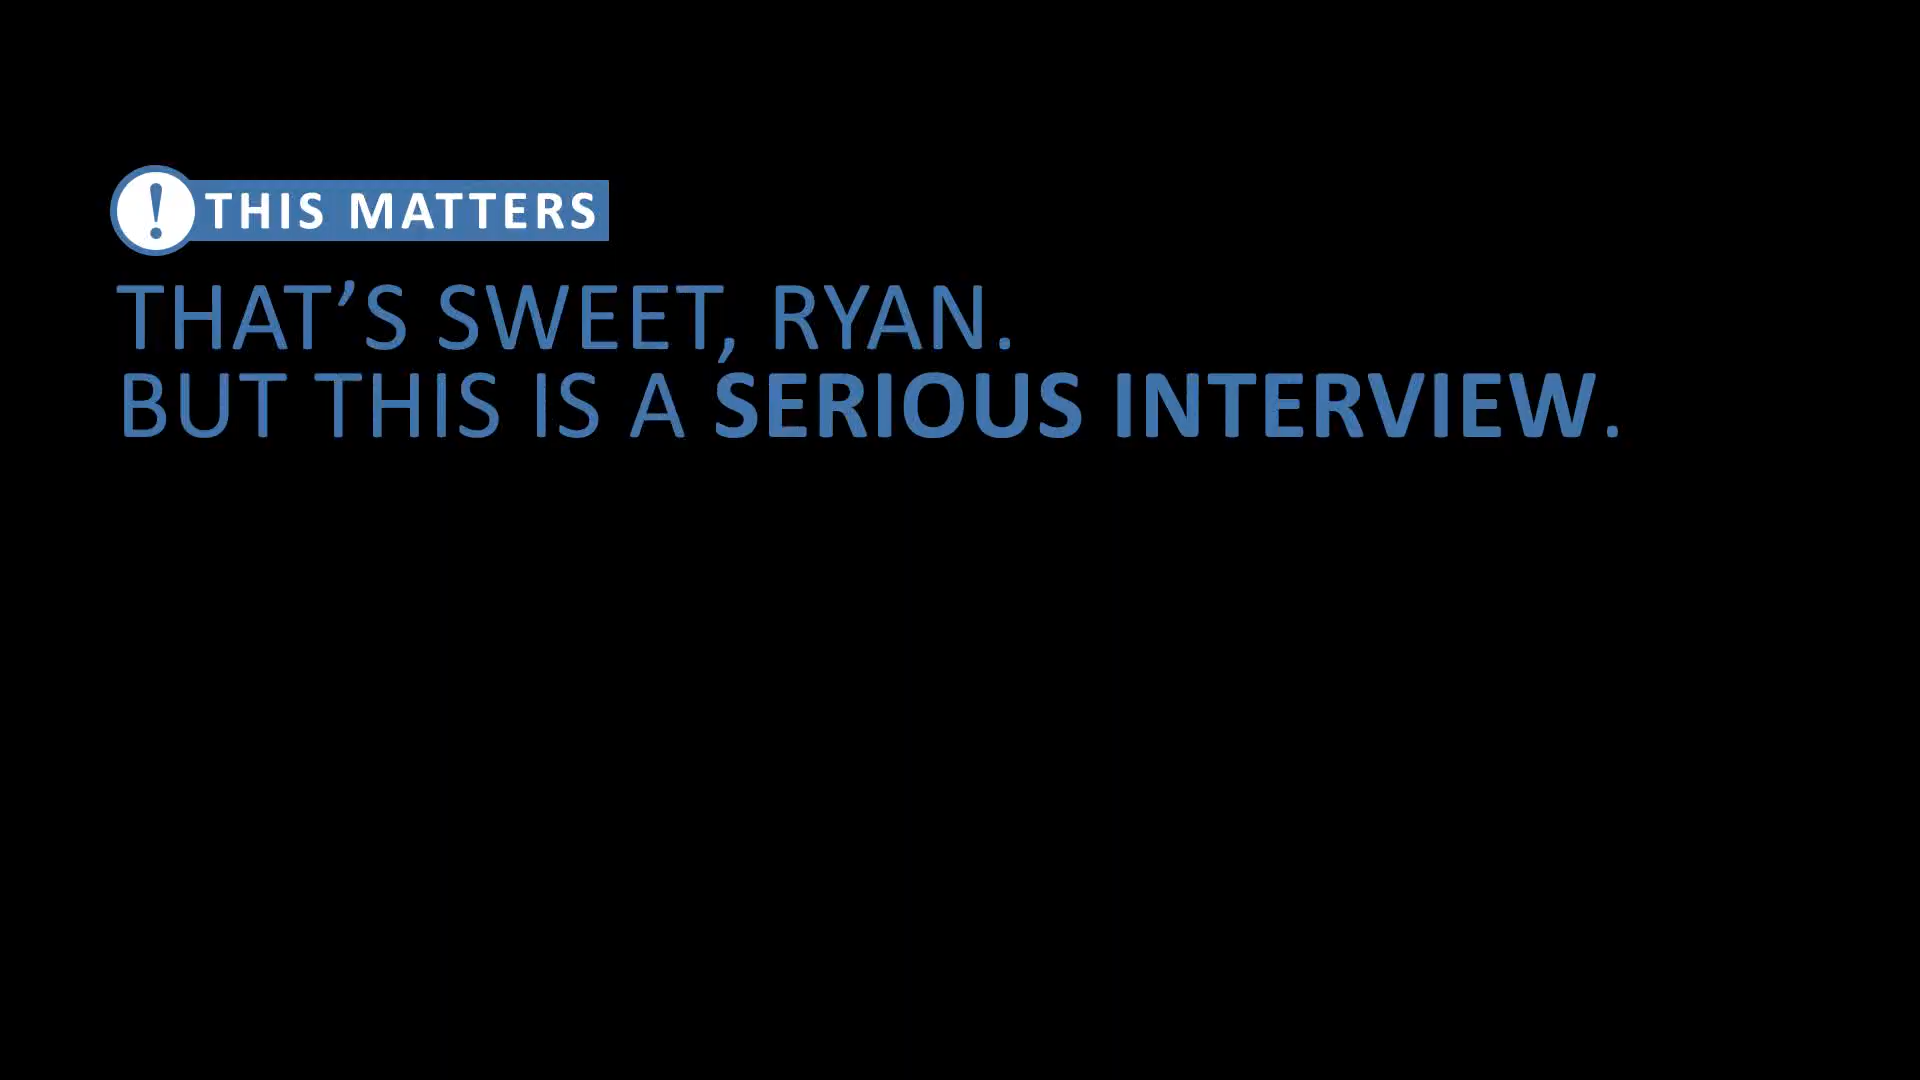 ! THIS MATTERS
THAT’S SWEET, RYAN.
BUT THIS IS A SERIOUS INTERVIEW.